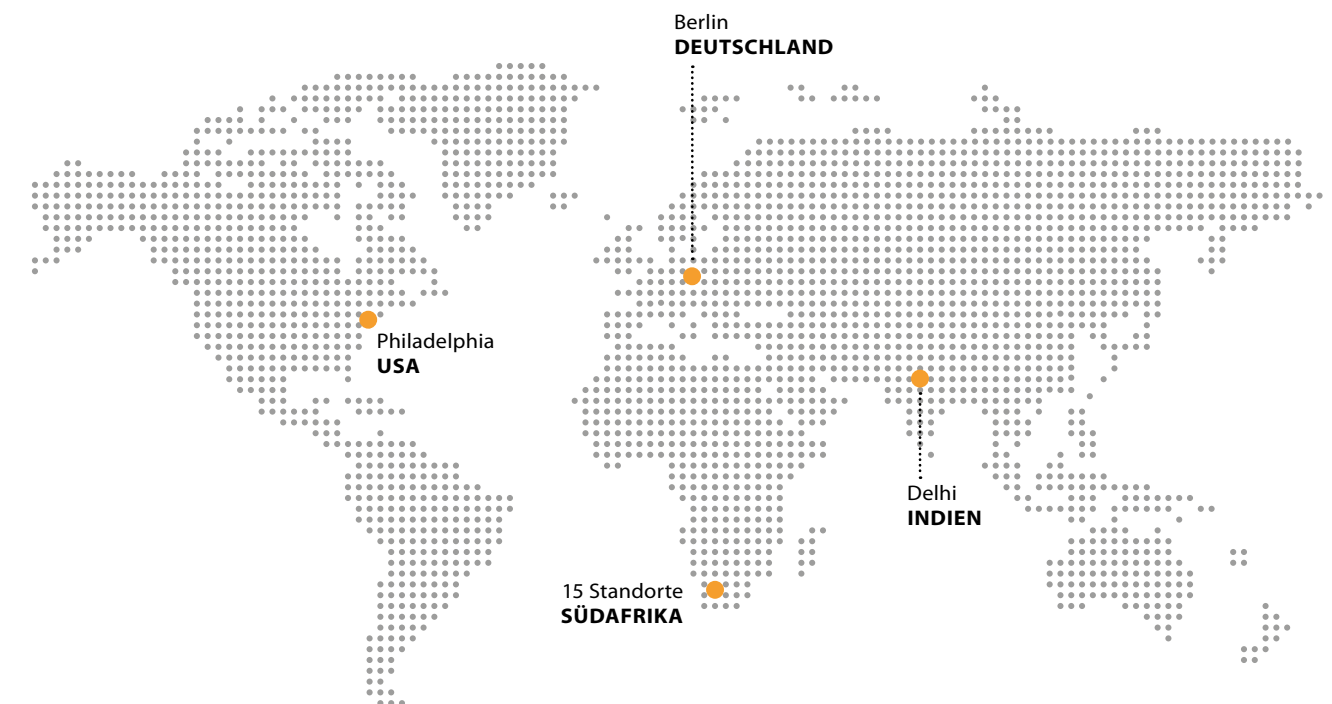 Berlin
DEUTSCHLAND
Philadelphia
USA
Delhi
INDIEN
15 Standorte
SÜDAFRIKA